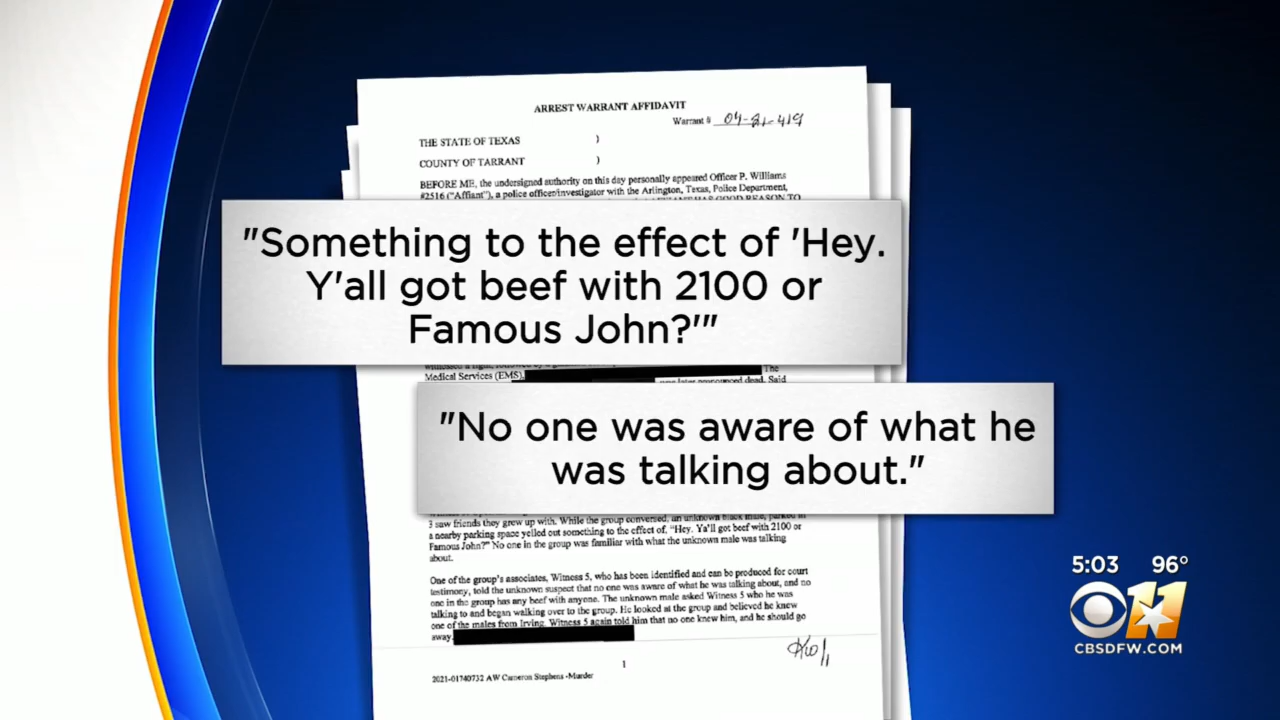 ARREST WARRANT AFFIDAVIT
Warrant # 04-21-419
THE STATE OF TEXAS )
COUNTY OF TARRANT )
BEFORE ME, the undersigned authority on this day personally appeared Officer P. Williams
#2516 ("Affiant"), a police officer/investigator with the Arlington, Texas, Police Department,
"Something to the effect of 'Hey.
Y'all got beef with 2100 or
Famous John?'"
The
Medical Services (EMS), was later pronounced dead. Said
"No one was aware of what he
was talking about."
3 saw friends they grew up with. While the group conversed, an unknown black male, parked in
a nearby parking space yelled out something to the effect of, "Hey. Ya'll got beef with 2100 or
Famous John?" No one in the group was familiar with what the unknown male was talking
about.
One of the group's associates, Witness 5, who has been identified and can be produced for court
testimony, told the unknown suspect that no one was aware of what he was talking about, and no
one in the group has any beef with anyone. The unknown male asked Witness 5 who he was
talking to and began walking over to the group. He looked at the group and believed he knew
one of the males from Irving. Witness 5 again told him that no one knew him, and he should go
away.
1
2021-01740732 AW Cameron Stephens -Murder
5:03 96°
11
CBSDFW.COM